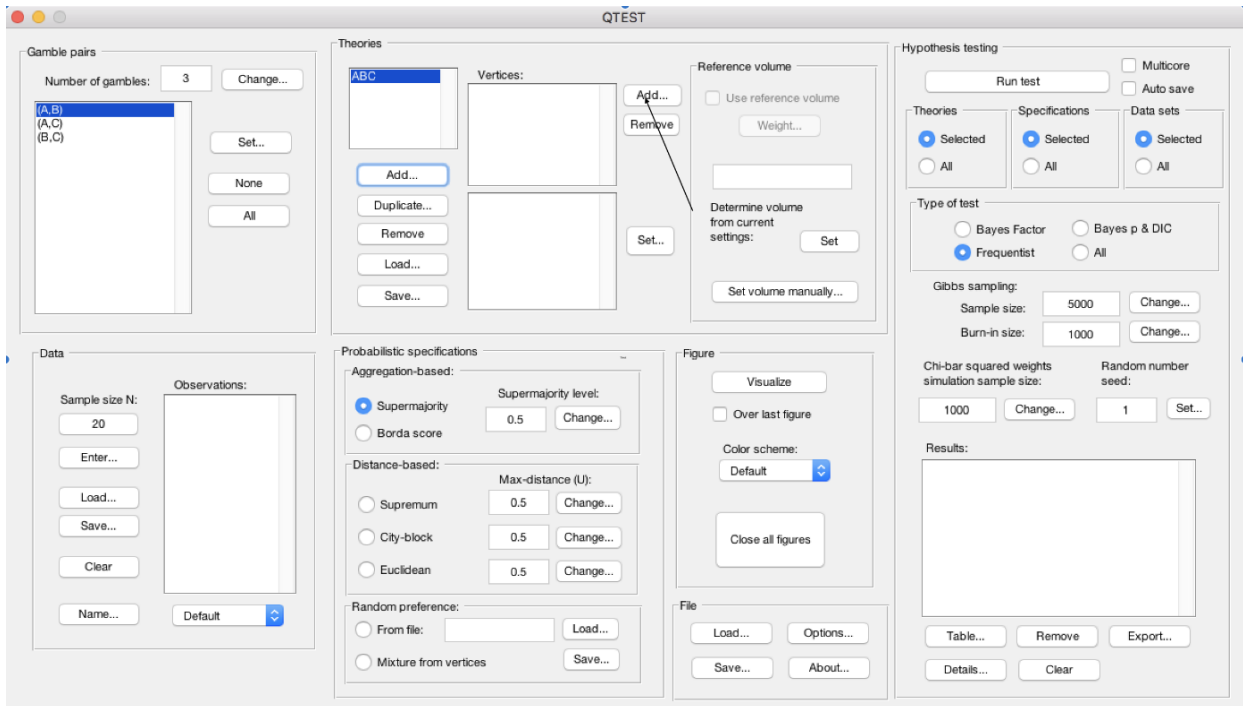 QTEST
Gamble pairs
Number of gambles: 3 Change...
(A,B)
(A,C)
(B,C)
Set...
None
All
Theories
ABC
Vertices:
Add...
Remove
Add...
Duplicate...
Remove
Load...
Save...
Set...
Reference volume
Use reference volume
Weight...
Determine volume
from current
settings:
Set
Set volume manually...
Hypothesis testing
Run test
Multicore
Auto save
Theories
Selected
All
Specifications
Selected
All
Data sets
Selected
All
Type of test
Bayes Factor
Bayes p & DIC
Frequentist
All
Gibbs sampling:
Sample size: 5000 Change...
Burn-in size: 1000 Change...
Chi-bar squared weights
simulation sample size:
1000 Change...
Random number
seed:
1 Set...
Results:
Table... Remove Export...
Details... Clear
Data
Sample size N:
20
Enter...
Load...
Save...
Clear
Name...
Observations:
Default
Probabilistic specifications
Aggregation-based:
Supermajority
Borda score
Supermajority level:
0.5 Change...
Distance-based:
Max-distance (U):
Supremum 0.5 Change...
City-block 0.5 Change...
Euclidean 0.5 Change...
Random preference:
From file: Load...
Mixture from vertices Save...
Figure
Visualize
Over last figure
Color scheme:
Default
Close all figures
File
Load... Options...
Save... About...